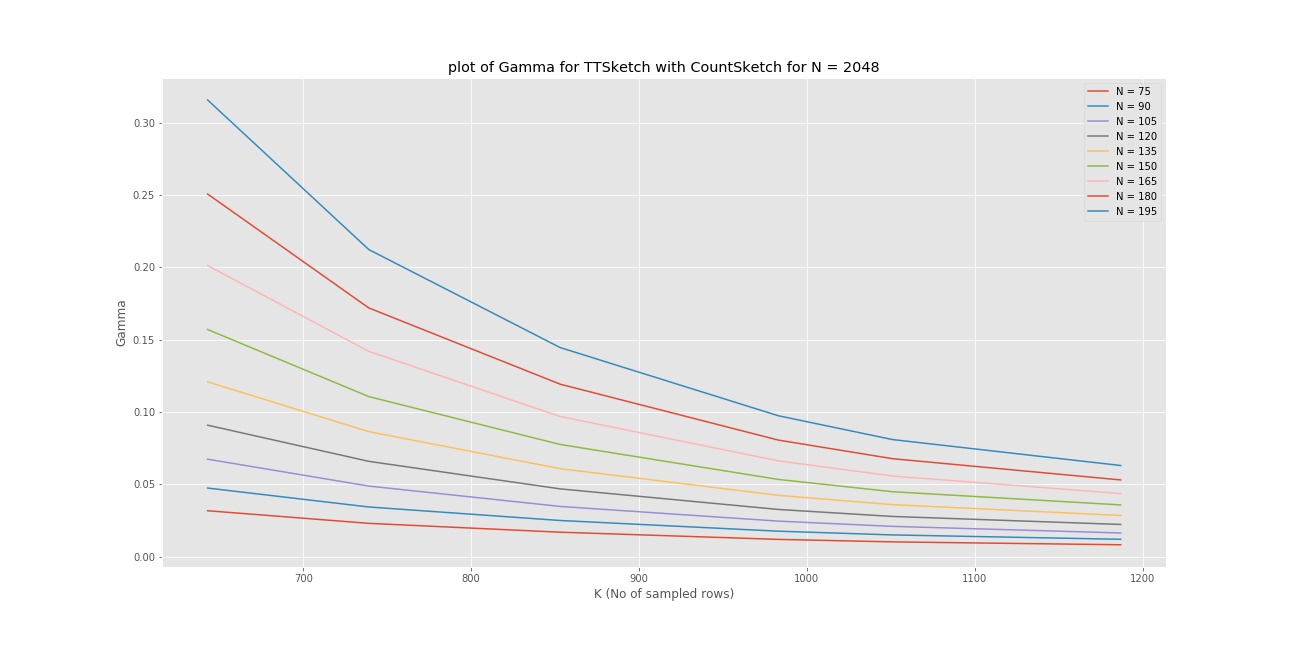 plot of Gamma for TTSketch with CountSketch for N = 2048
N = 75
N = 90
N = 105
N = 120
N = 135
N = 150
N = 165
N = 180
N = 195
Gamma
0.30
0.25
0.20
0.15
0.10
0.05
0.00
700 800 900 1000 1100 1200
K (No of sampled rows)